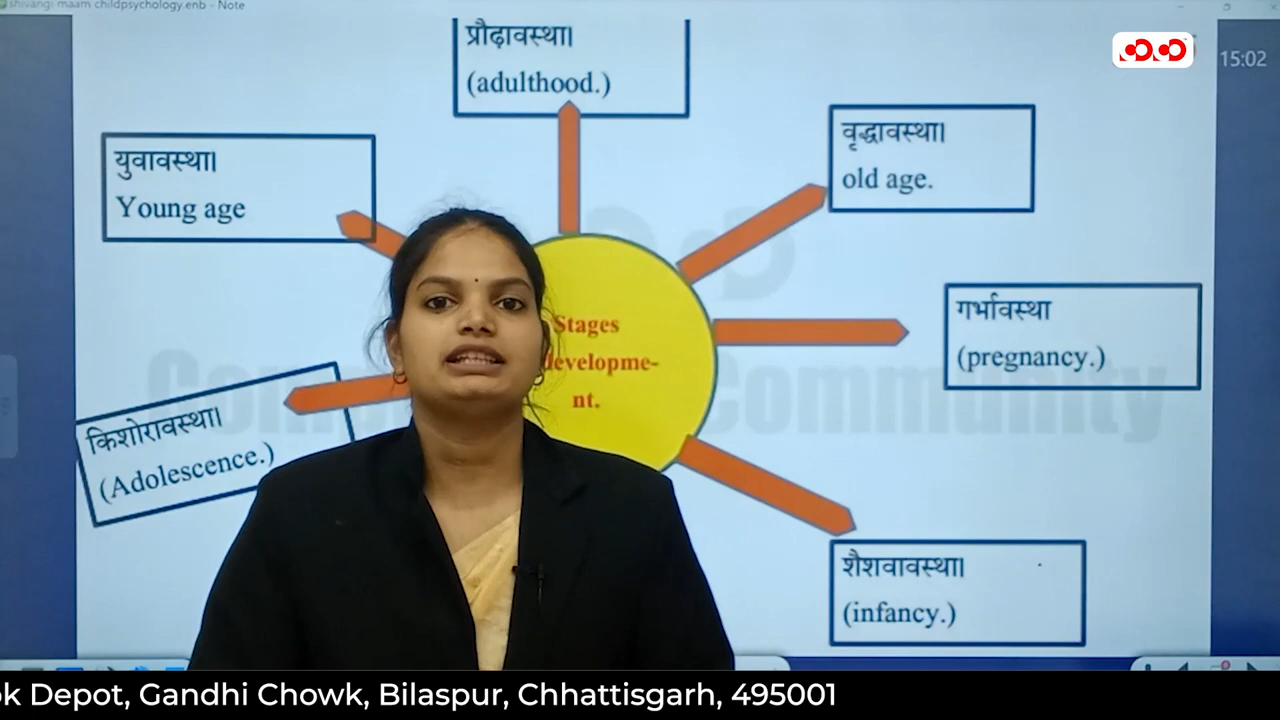 shivangi maam childpsychology.enb - Note
प्रौढ़ावस्था।
(adulthood.)
15:02
वृद्धावस्था।
old age.
युवावस्था।
Young age
गर्भावस्था
(pregnancy.)
Stages
developme-
nt.
किशोरावस्था।
(Adolescence.)
Community
शैशवावस्था।
(infancy.)
Depot, Gandhi Chowk, Bilaspur, Chhattisgarh, 495001